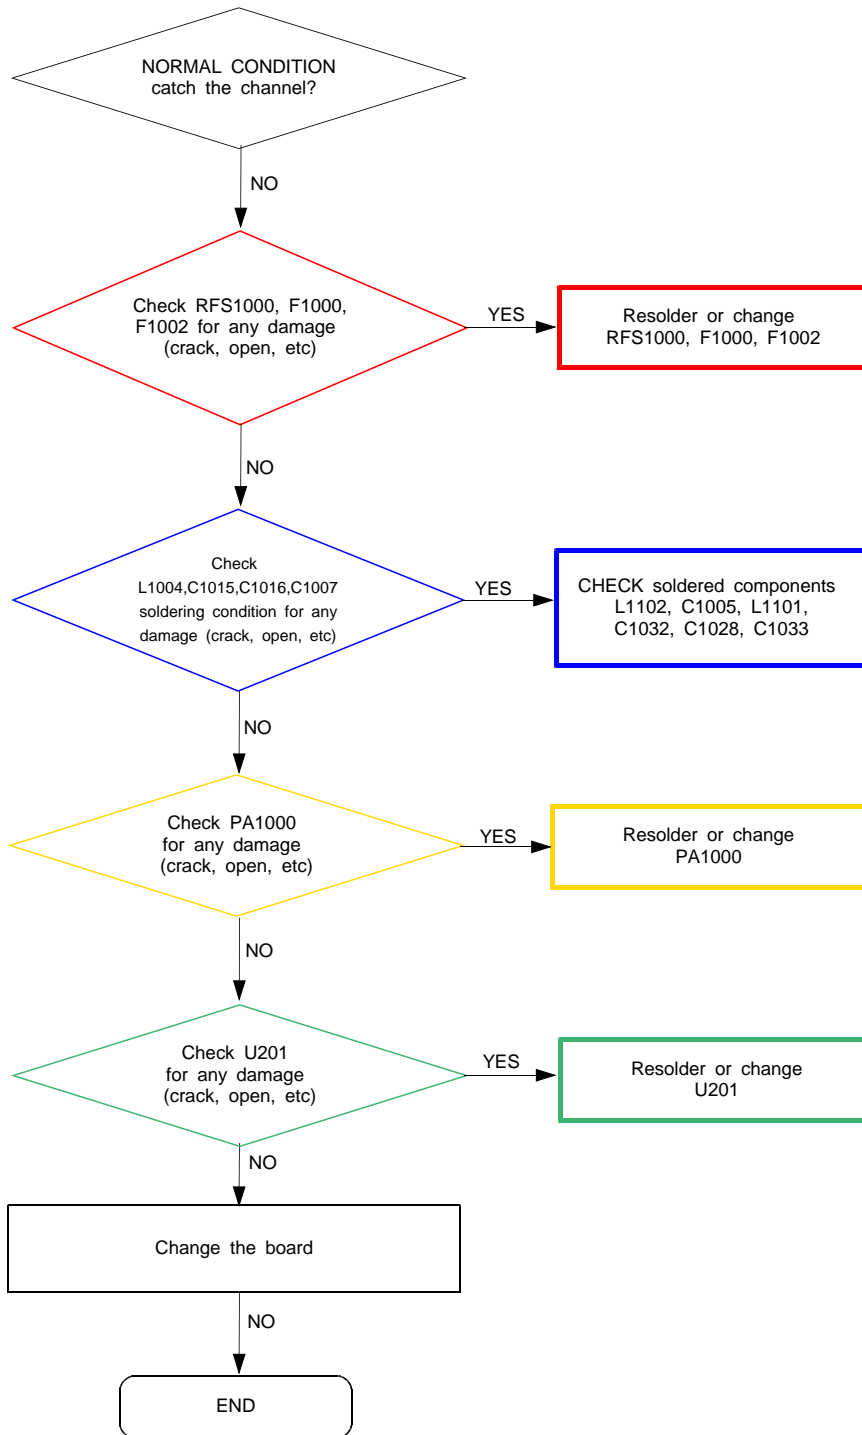 NORMAL CONDITION
catch the channel?
NO
Check RFS1000, F1000,
F1002 for any damage
(crack, open, etc)
YES
Resolder or change
RFS1000, F1000, F1002
NO
Check
L1004,C1015,C1016,C1007
soldering condition for any
damage (crack, open, etc)
YES
CHECK soldered components
L1102, C1005, L1101,
C1032, C1028, C1033
NO
Check PA1000
for any damage
(crack, open, etc)
YES
Resolder or change
PA1000
NO
Check U201
for any damage
(crack, open, etc)
YES
Resolder or change
U201
NO
Change the board
NO
END